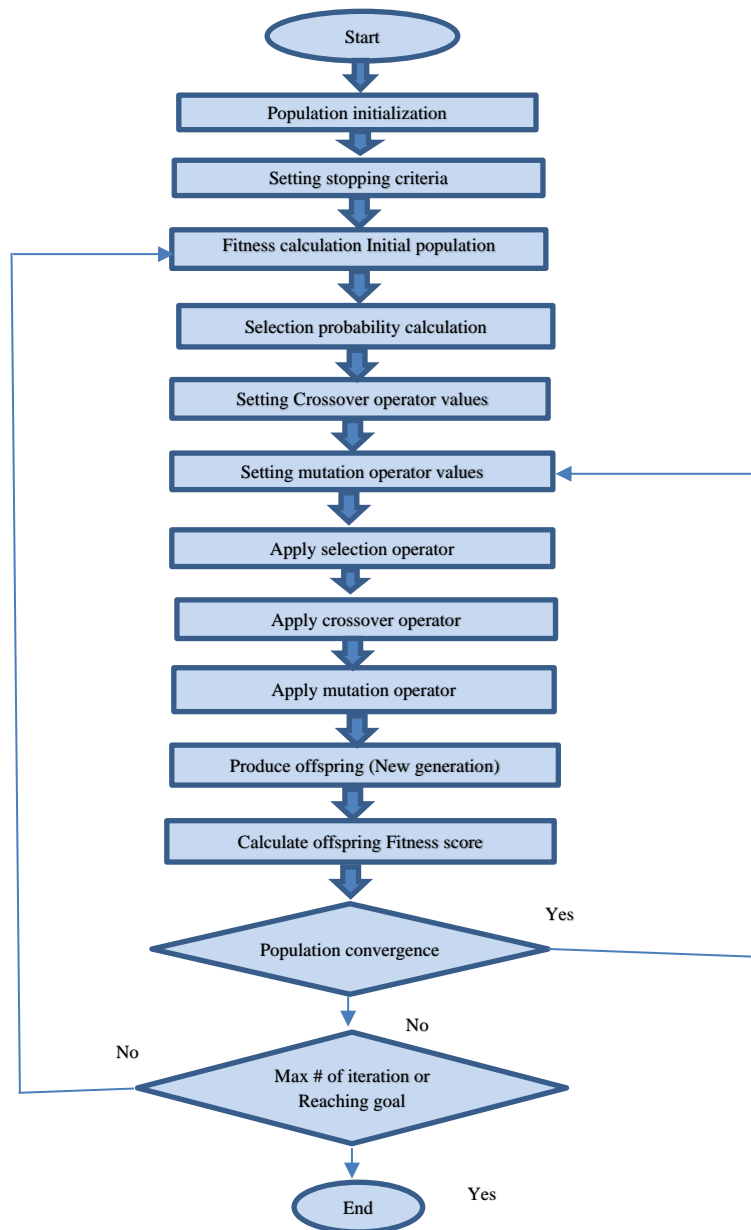 Start
Population initialization
Setting stopping criteria
Fitness calculation Initial population
Selection probability calculation
Setting Crossover operator values
Setting mutation operator values
Apply selection operator
Apply crossover operator
Apply mutation operator
Produce offspring (New generation)
Calculate offspring Fitness score
Yes
Population convergence
No
No
Max # of iteration or
Reaching goal
Yes
End